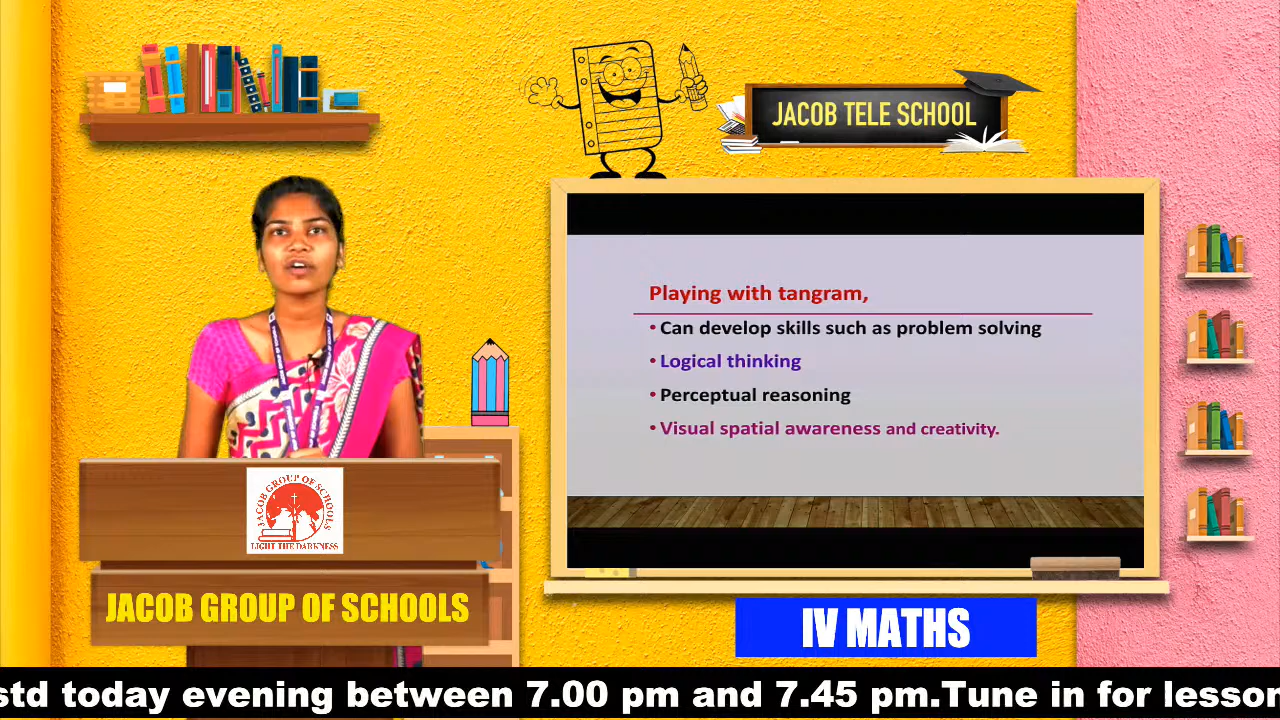 JACOB TELE SCHOOL
Playing with tangram,
• Can develop skills such as problem solving
• Logical thinking
• Perceptual reasoning
• Visual spatial awareness and creativity.
JACOB GROUP OF SCHOOLS
LIGHT THE DARKNESS
JACOB GROUP OF SCHOOLS
IV MATHS
std today evening between 7.00 pm and 7.45 pm.Tune in for lesson